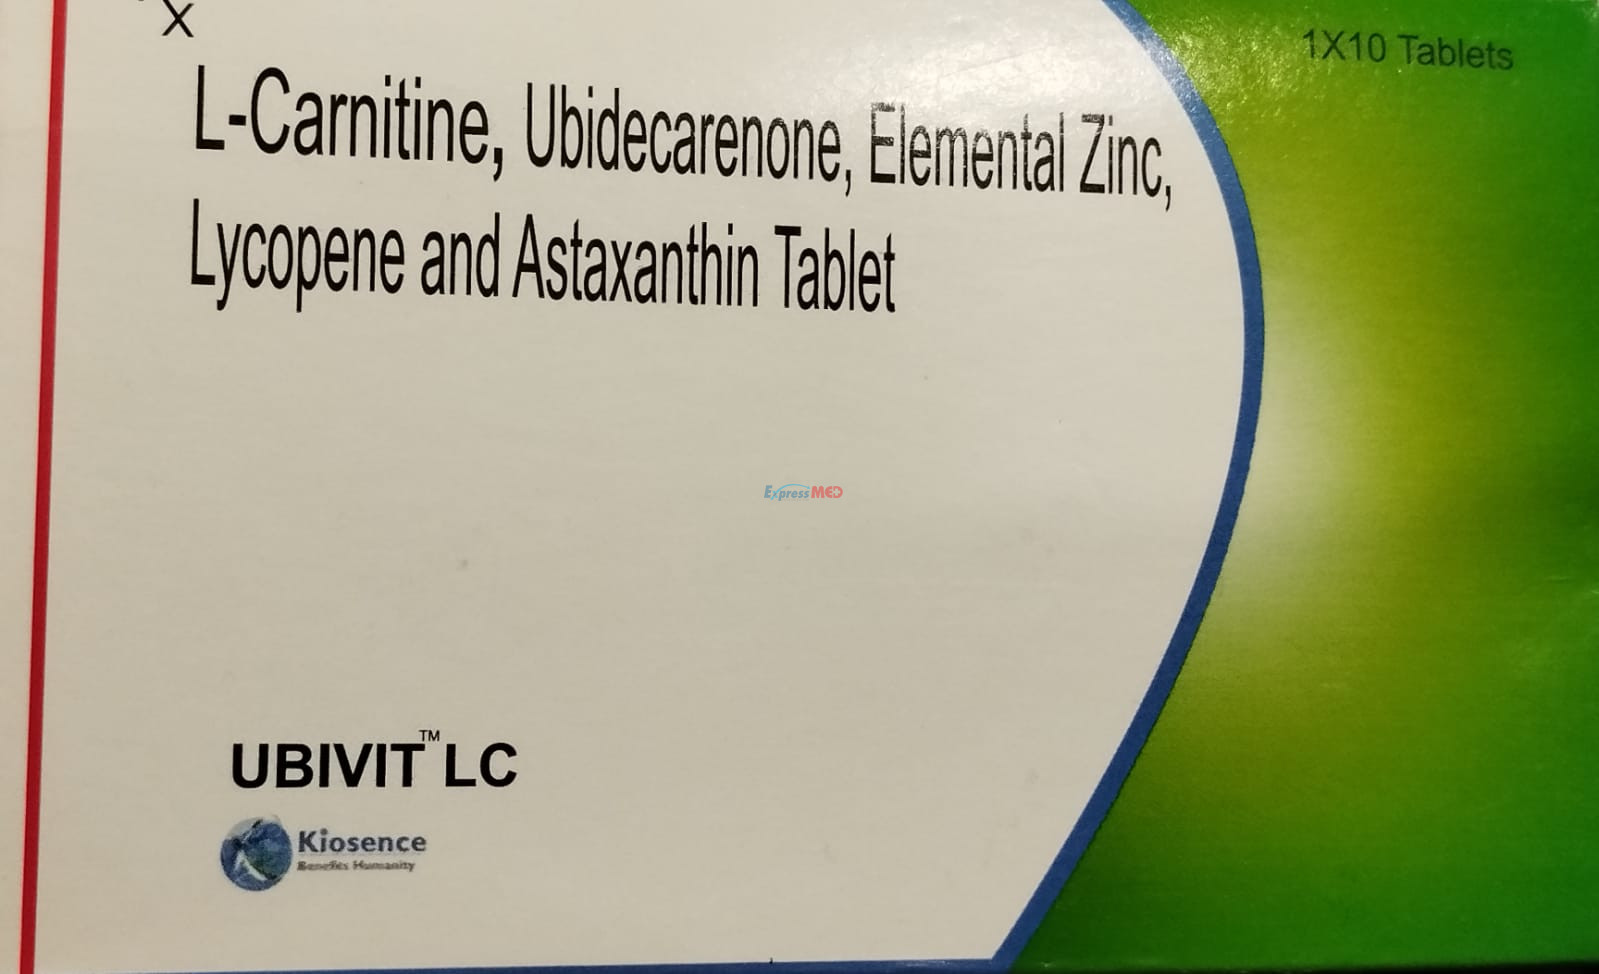 x
1X10 Tablets
L-Carnitine, Ubidecarenone, Elemental Zinc,
Lycopene and Astaxanthin Tablet
ExpressMED
UBIVIT™ LC
Kiosence
Benefits Humanity